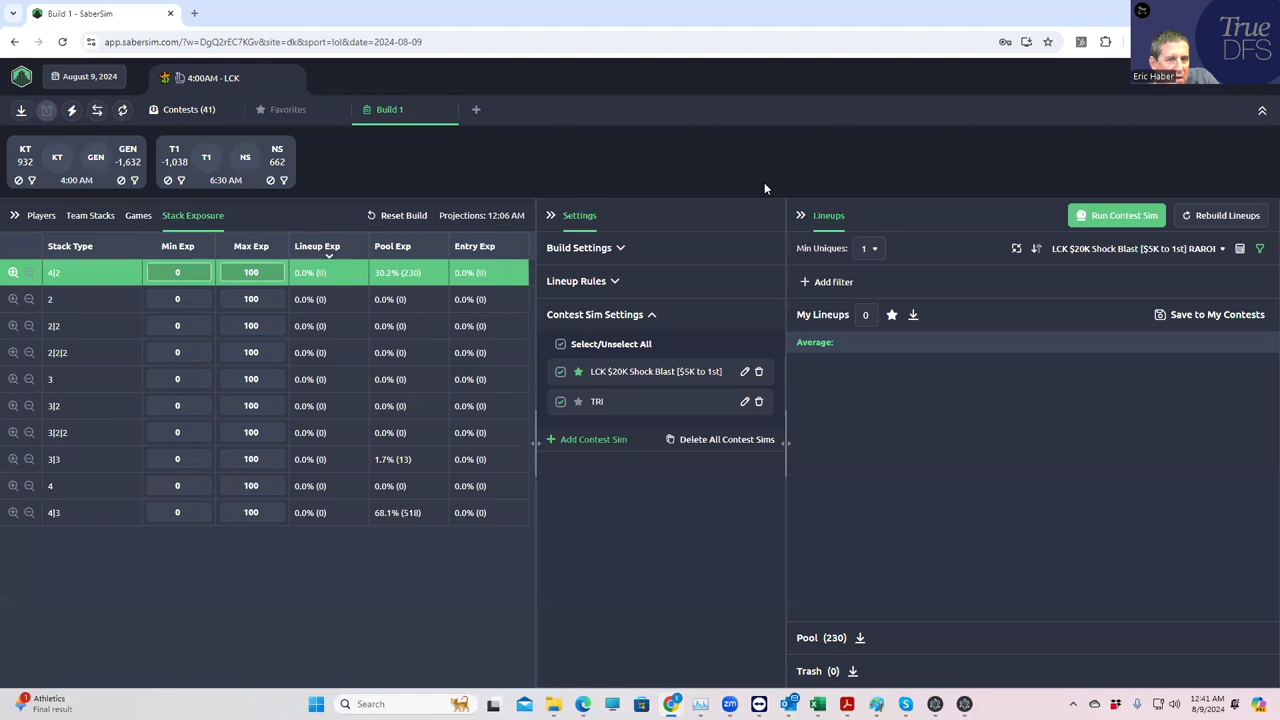 Build 1 - SaberSim
app.sabersim.com/?w=DgQ2rEC7KGv&site=dk&sport=lol&date=2024-08-09
True DFS
Eric Haber
August 9, 2024
4:00AM - LCK
Contests (41)
Favorites
Build 1
KT 932 KT GEN GEN -1,632
4:00 AM
T1 -1,038 T1 NS NS 662
6:30 AM
Players Team Stacks Games Stack Exposure Reset Build Projections: 12:06 AM
Stack Type Min Exp Max Exp Lineup Exp Pool Exp Entry Exp
4|2 0 100 0.0% (0) 30.2% (230) 0.0% (0)
2 0 100 0.0% (0) 0.0% (0) 0.0% (0)
2|2 0 100 0.0% (0) 0.0% (0) 0.0% (0)
2|2|2 0 100 0.0% (0) 0.0% (0) 0.0% (0)
3 0 100 0.0% (0) 0.0% (0) 0.0% (0)
3|2 0 100 0.0% (0) 0.0% (0) 0.0% (0)
3|2|2 0 100 0.0% (0) 0.0% (0) 0.0% (0)
3|3 0 100 0.0% (0) 1.7% (13) 0.0% (0)
4 0 100 0.0% (0) 0.0% (0) 0.0% (0)
4|3 0 100 0.0% (0) 68.1% (518) 0.0% (0)
Settings
Build Settings
Lineup Rules
Contest Sim Settings
Select/Unselect All
LCK $20K Shock Blast [$5K to 1st]
TRI
+ Add Contest Sim Delete All Contest Sims
Lineups Run Contest Sim Rebuild Lineups
Min Uniques: 1 LCK $20K Shock Blast [$5K to 1st] RAROI
+ Add filter
My Lineups 0 Save to My Contests
Average:
Pool (230)
Trash (0)
1 Athletics
Final result
Search
12:41 AM
8/9/2024